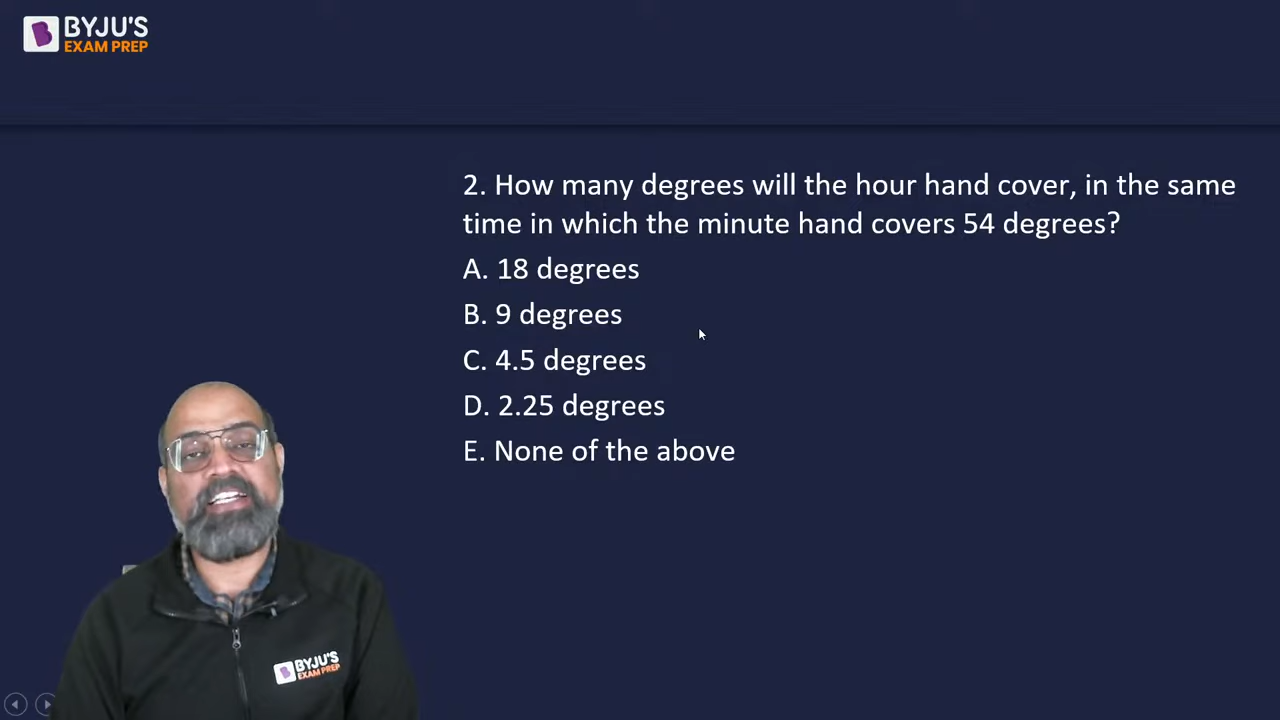 BYJU'S
EXAM PREP
2. How many degrees will the hour hand cover, in the same
time in which the minute hand covers 54 degrees?
A. 18 degrees
B. 9 degrees
C. 4.5 degrees
D. 2.25 degrees
E. None of the above
BYJU'S
EXAM PREP